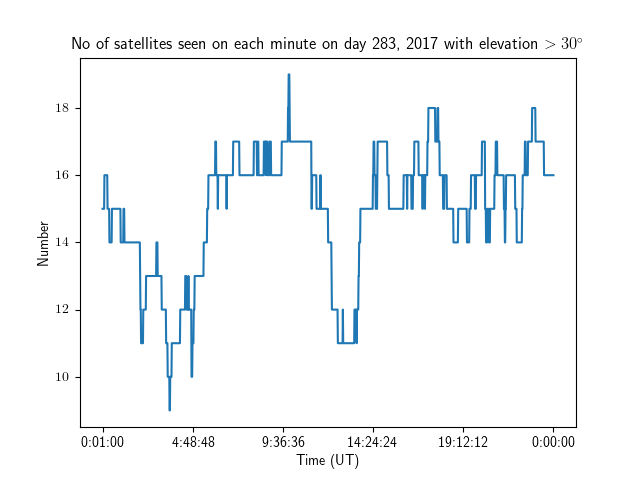 No of satellites seen on each minute on day 283, 2017 with elevation > 30°
18
16
14
12
10
Number
0:01:00 4:48:48 9:36:36 14:24:24 19:12:12 0:00:00
Time (UT)